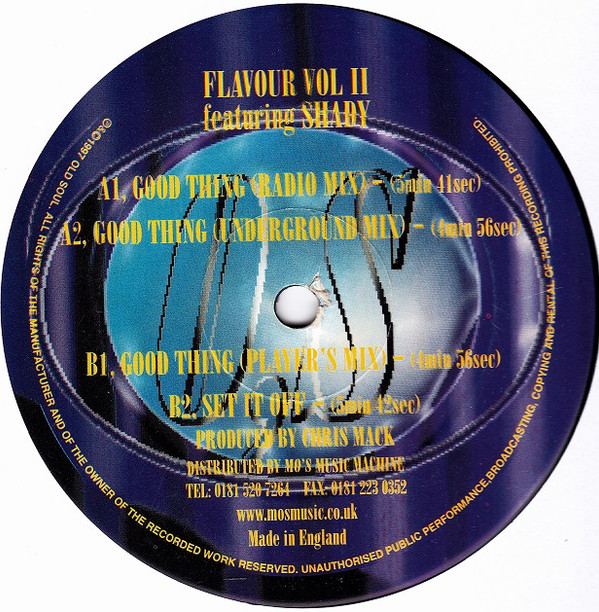 FLAVOUR VOL II
featuring SHADY
A1, GOOD THING (RADIO MIX) - (5min 41sec)
A2, GOOD THING (UNDERGROUND MIX) - (4min 56sec)
B1, GOOD THING (PLAYER'S MIX) - (4min 56sec)
B2, SET IT OFF - (5min 42sec)
PRODUCED BY CHRIS MACK
DISTRIBUTED BY MO'S MUSIC MACHINE
TEL: 0181 520 7264 FAX: 0181 223 0352
www.mosmusic.co.uk
Made in England
℗&©1997 OLD SOUL. ALL RIGHTS OF THE MANUFACTURER AND OF THE OWNER OF THE RECORDED WORK RESERVED. UNAUTHORISED PUBLIC PERFORMANCE, BROADCASTING, COPYING AND RENTAL OF THIS RECORDING PROHIBITED